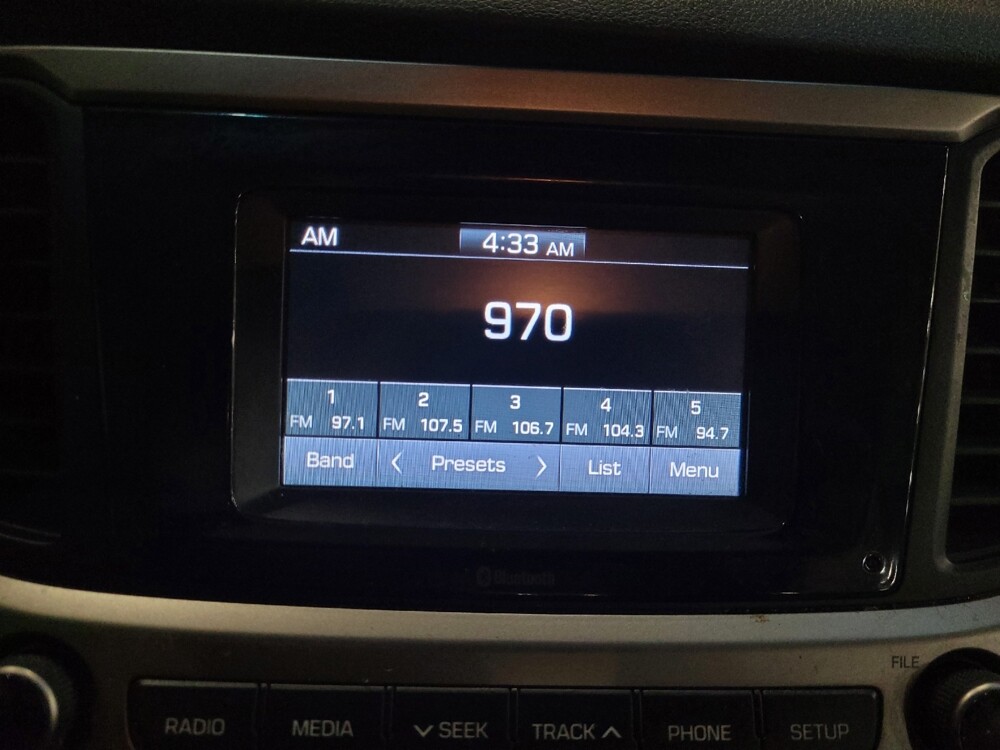 AM 4:33 AM
970
1 2 3 4 5
FM 97.1 FM 107.5 FM 106.7 FM 104.3 FM 94.7
Band < Presets > List Menu
Bluetooth
FILE
RADIO MEDIA ∨ SEEK TRACK ∧ PHONE SETUP